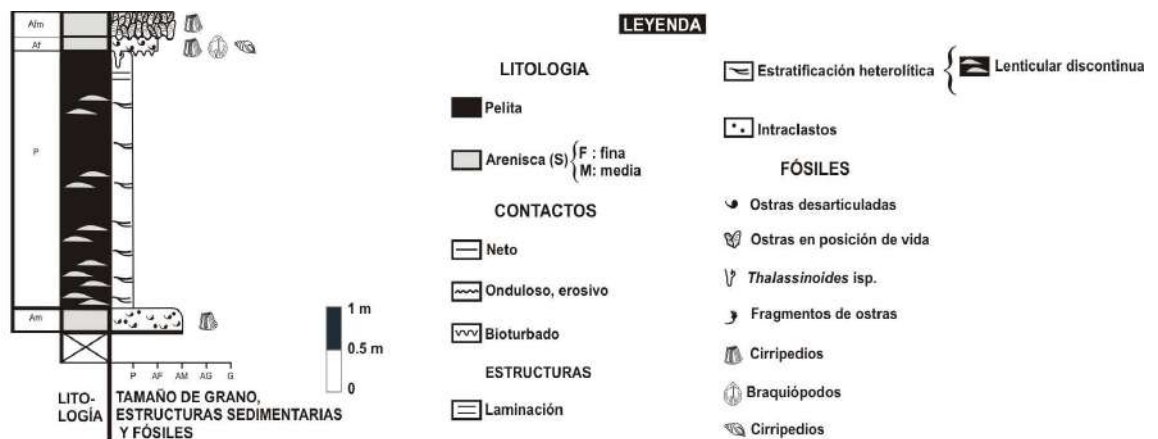 Afm
Af
P
Am
P AF AM AG G
LITO-
LOGÍA
TAMAÑO DE GRANO,
ESTRUCTURAS SEDIMENTARIAS
Y FÓSILES
1 m
0.5 m
0
LEYENDA
LITOLOGIA
Pelita
Arenisca (S)
F : fina
M: media
CONTACTOS
Neto
Onduloso, erosivo
Bioturbado
ESTRUCTURAS
Laminación
Estratificación heterolítica
Lenticular discontinua
Intraclastos
FÓSILES
Ostras desarticuladas
Ostras en posición de vida
Thalassinoides isp.
Fragmentos de ostras
Cirripedios
Braquiópodos
Cirripedios